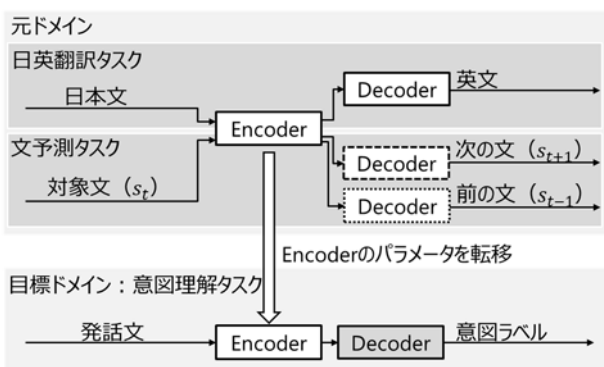 元ドメイン
日英翻訳タスク
日本文
Encoder
Decoder
英文
文予測タスク
対象文（s_t）
Decoder
次の文（s_{t+1}）
Decoder
前の文（s_{t−1}）
Encoderのパラメータを転移
目標ドメイン：意図理解タスク
発話文
Encoder
Decoder
意図ラベル